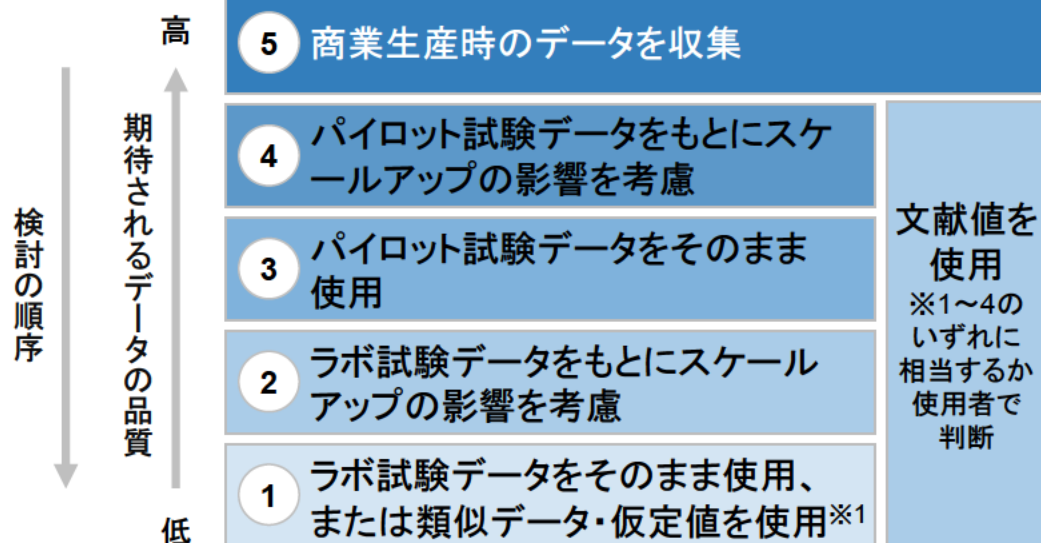 高
検討の順序
期待されるデータの品質
低
5 商業生産時のデータを収集
4 パイロット試験データをもとにスケ
ールアップの影響を考慮
3 パイロット試験データをそのまま
使用
2 ラボ試験データをもとにスケール
アップの影響を考慮
1 ラボ試験データをそのまま使用、
または類似データ・仮定値を使用※1
文献値を
使用
※1~4の
いずれに
相当するか
使用者で
判断